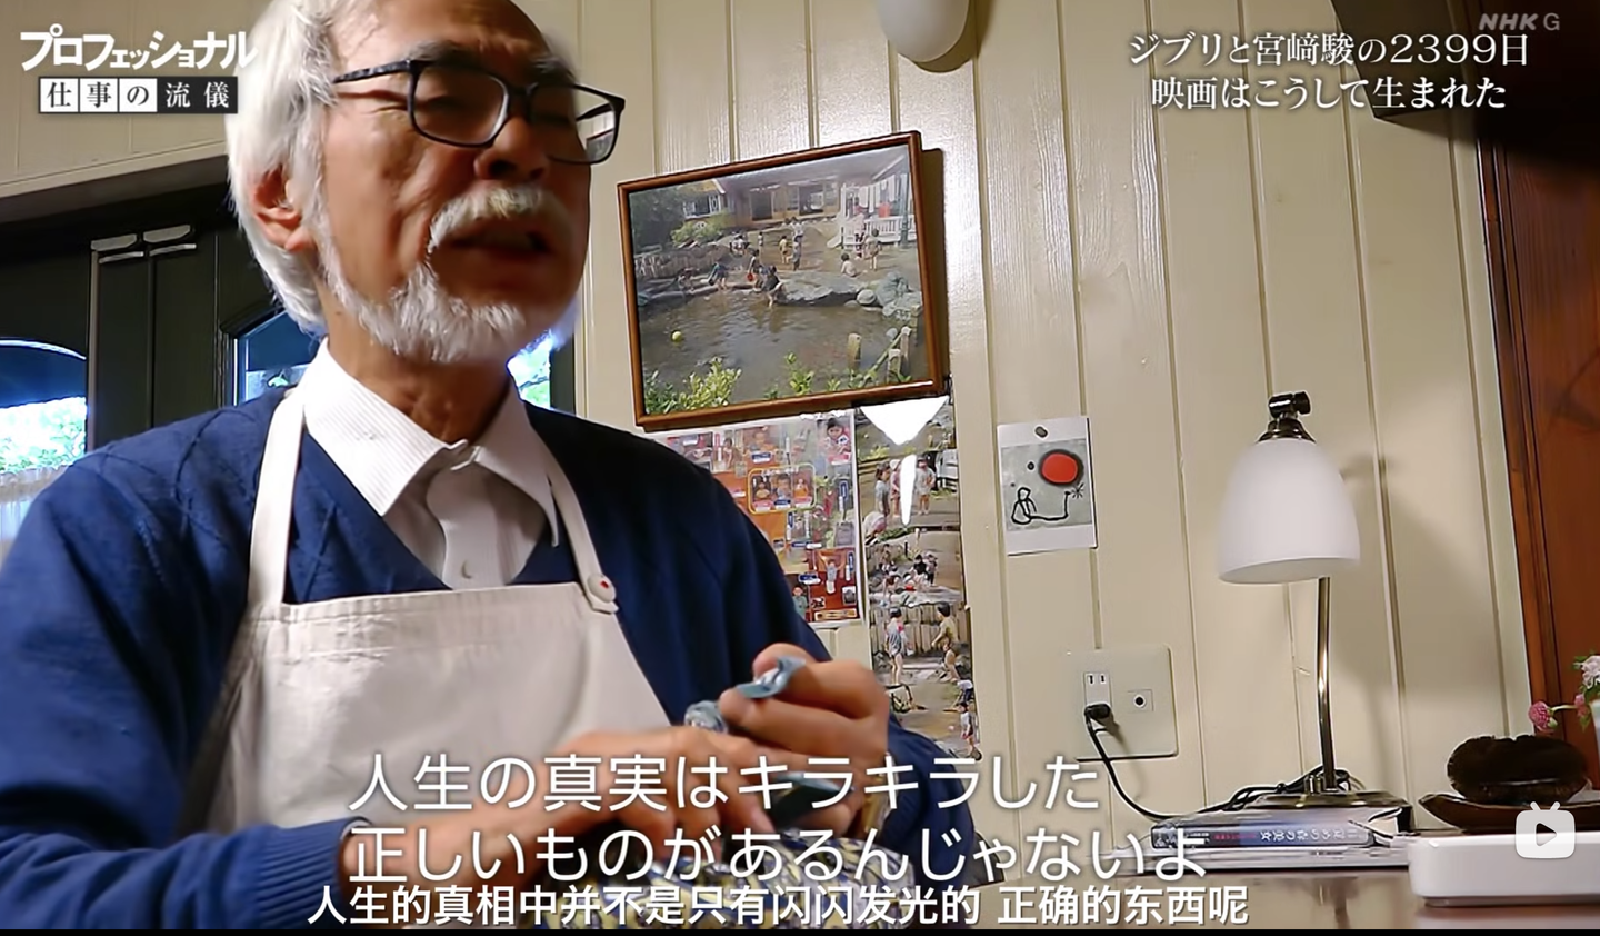 プロフェッショナル
仕事の流儀
NHK G
ジブリと宮﨑駿の2399日
映画はこうして生まれた
人生の真実はキラキラした
正しいものがあるんじゃないよ
人生的真相中并不是只有闪闪发光的 正确的东西呢